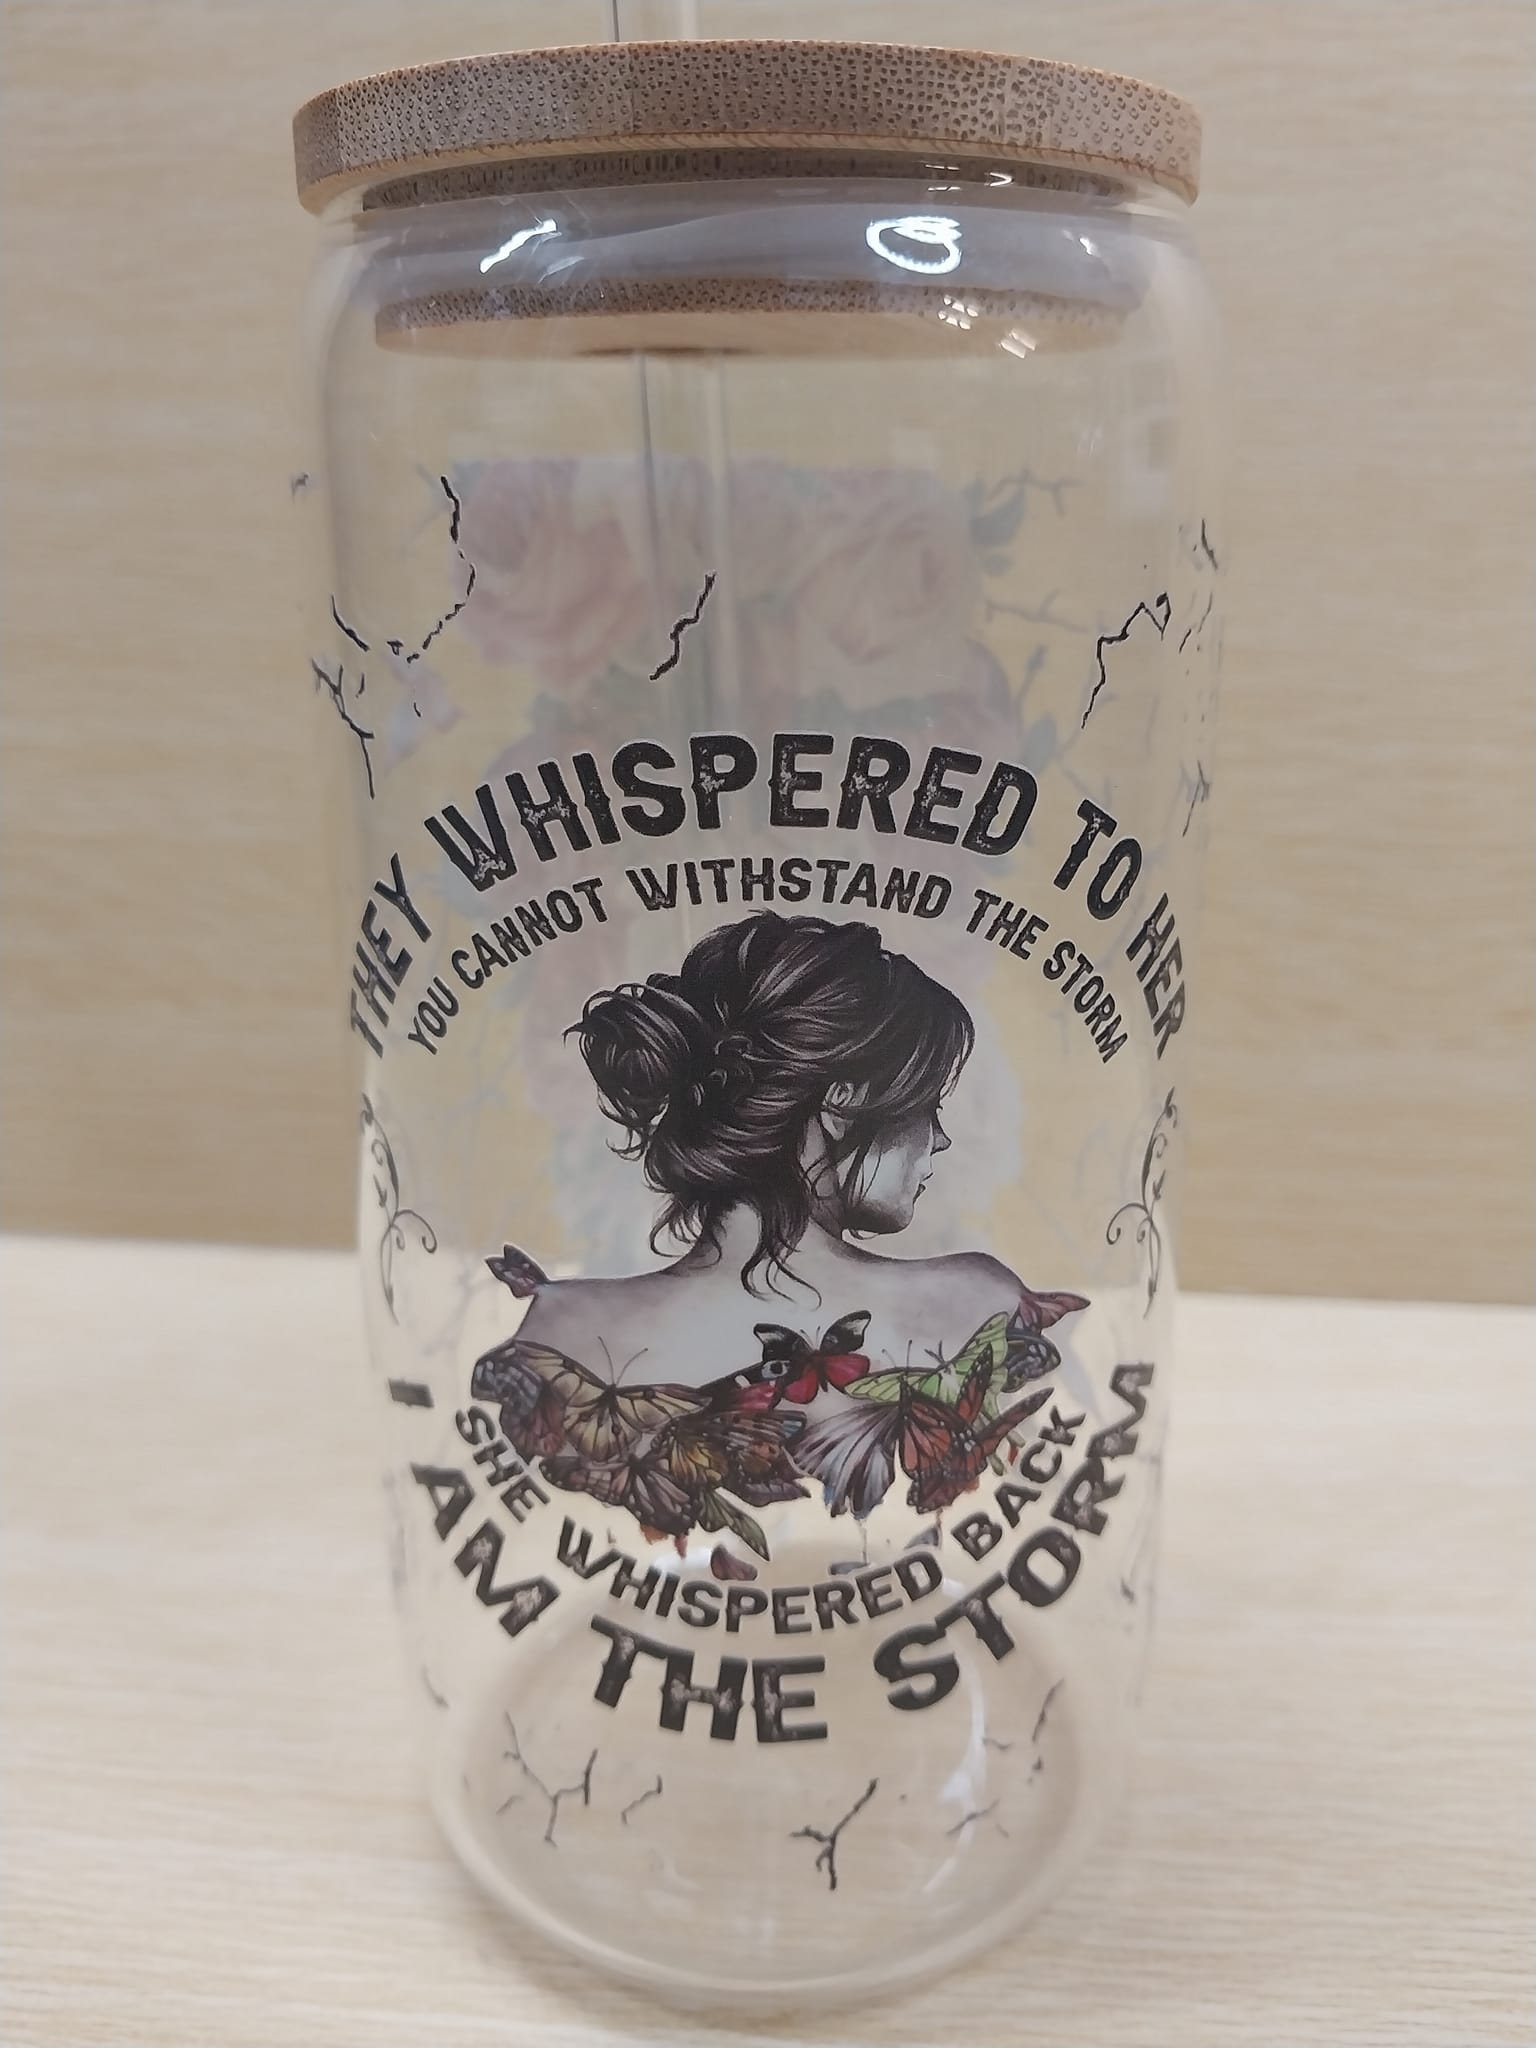 THEY WHISPERED TO HER
YOU CANNOT WITHSTAND THE STORM
SHE WHISPERED BACK
I AM THE STORM